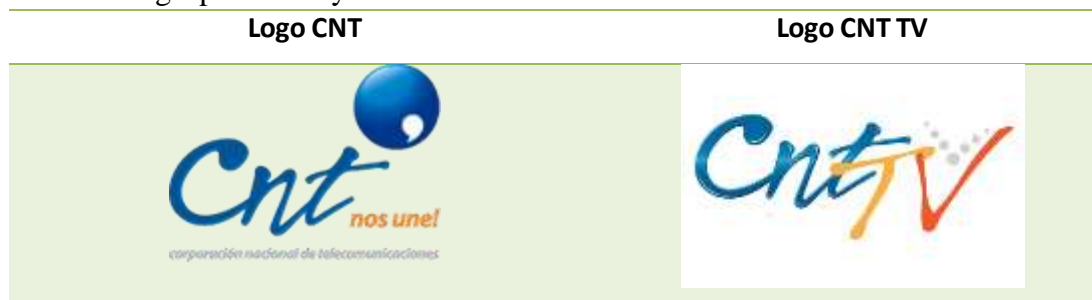 Logo CNT
Logo CNT TV
Cnt
nos une!
corporación nacional de telecomunicaciones
CntTV